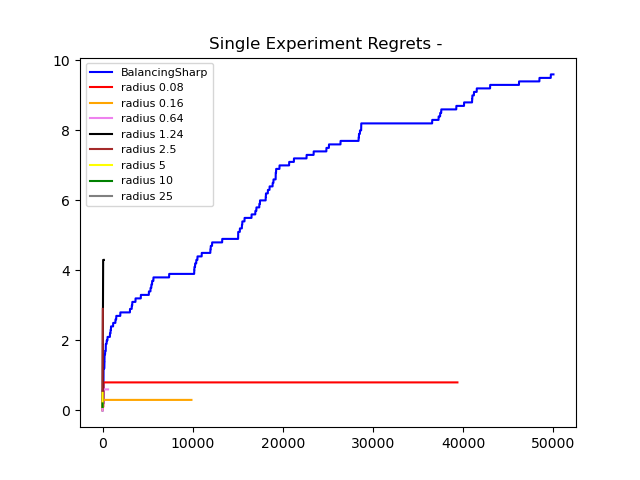 Single Experiment Regrets -
BalancingSharp
radius 0.08
radius 0.16
radius 0.64
radius 1.24
radius 2.5
radius 5
radius 10
radius 25
10
8
6
4
2
0
0 10000 20000 30000 40000 50000